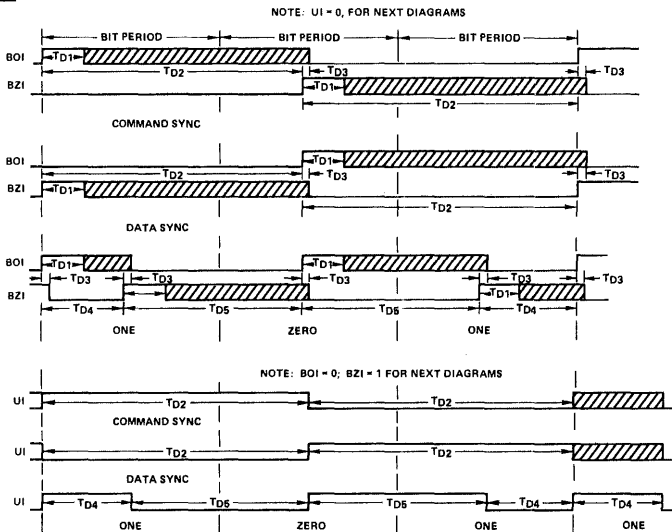 NOTE: UI = 0, FOR NEXT DIAGRAMS
BIT PERIOD BIT PERIOD BIT PERIOD
BOI TD1 TD2 TD3 TD3
BZI TD1 TD2
COMMAND SYNC
BOI TD1 TD2 TD3 TD3
BZI TD1 TD2
DATA SYNC
BOI TD1 TD1
TD3 TD3 TD3 TD3 TD3
BZI TD1
TD4 TD5 TD5 TD4
ONE ZERO ONE
NOTE: BOI = 0; BZI = 1 FOR NEXT DIAGRAMS
UI TD2 TD2
COMMAND SYNC
UI TD2 TD2
DATA SYNC
UI TD4 TD5 TD5 TD4 TD4
ONE ZERO ONE ONE